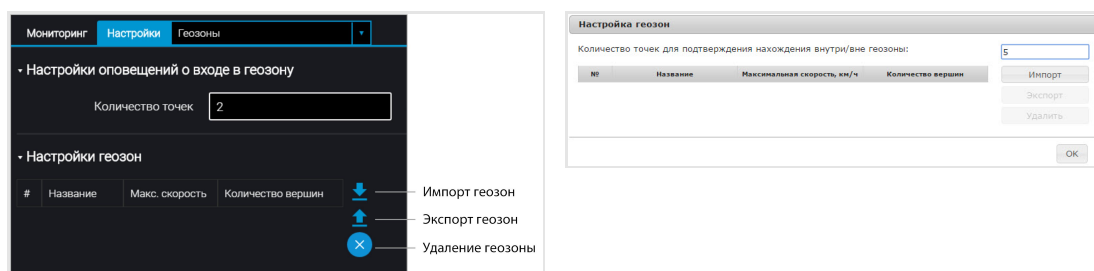 Мониторинг Настройки Геозоны
Настройки оповещений о входе в геозону
Количество точек 2
Настройки геозон
# Название Макс. скорость Количество вершин
Импорт геозон
Экспорт геозон
Удаление геозоны
Настройка геозон
Количество точек для подтверждения нахождения внутри/вне геозоны: 5
№ Название Максимальная скорость, км/ч Количество вершин
Импорт
Экспорт
Удалить
OK